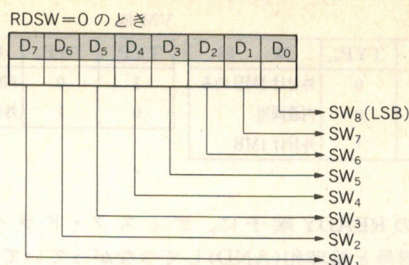 RDSW=0のとき
D₇ D₆ D₅ D₄ D₃ D₂ D₁ D₀
SW₈(LSB)
SW₇
SW₆
SW₅
SW₄
SW₃
SW₂
SW₁